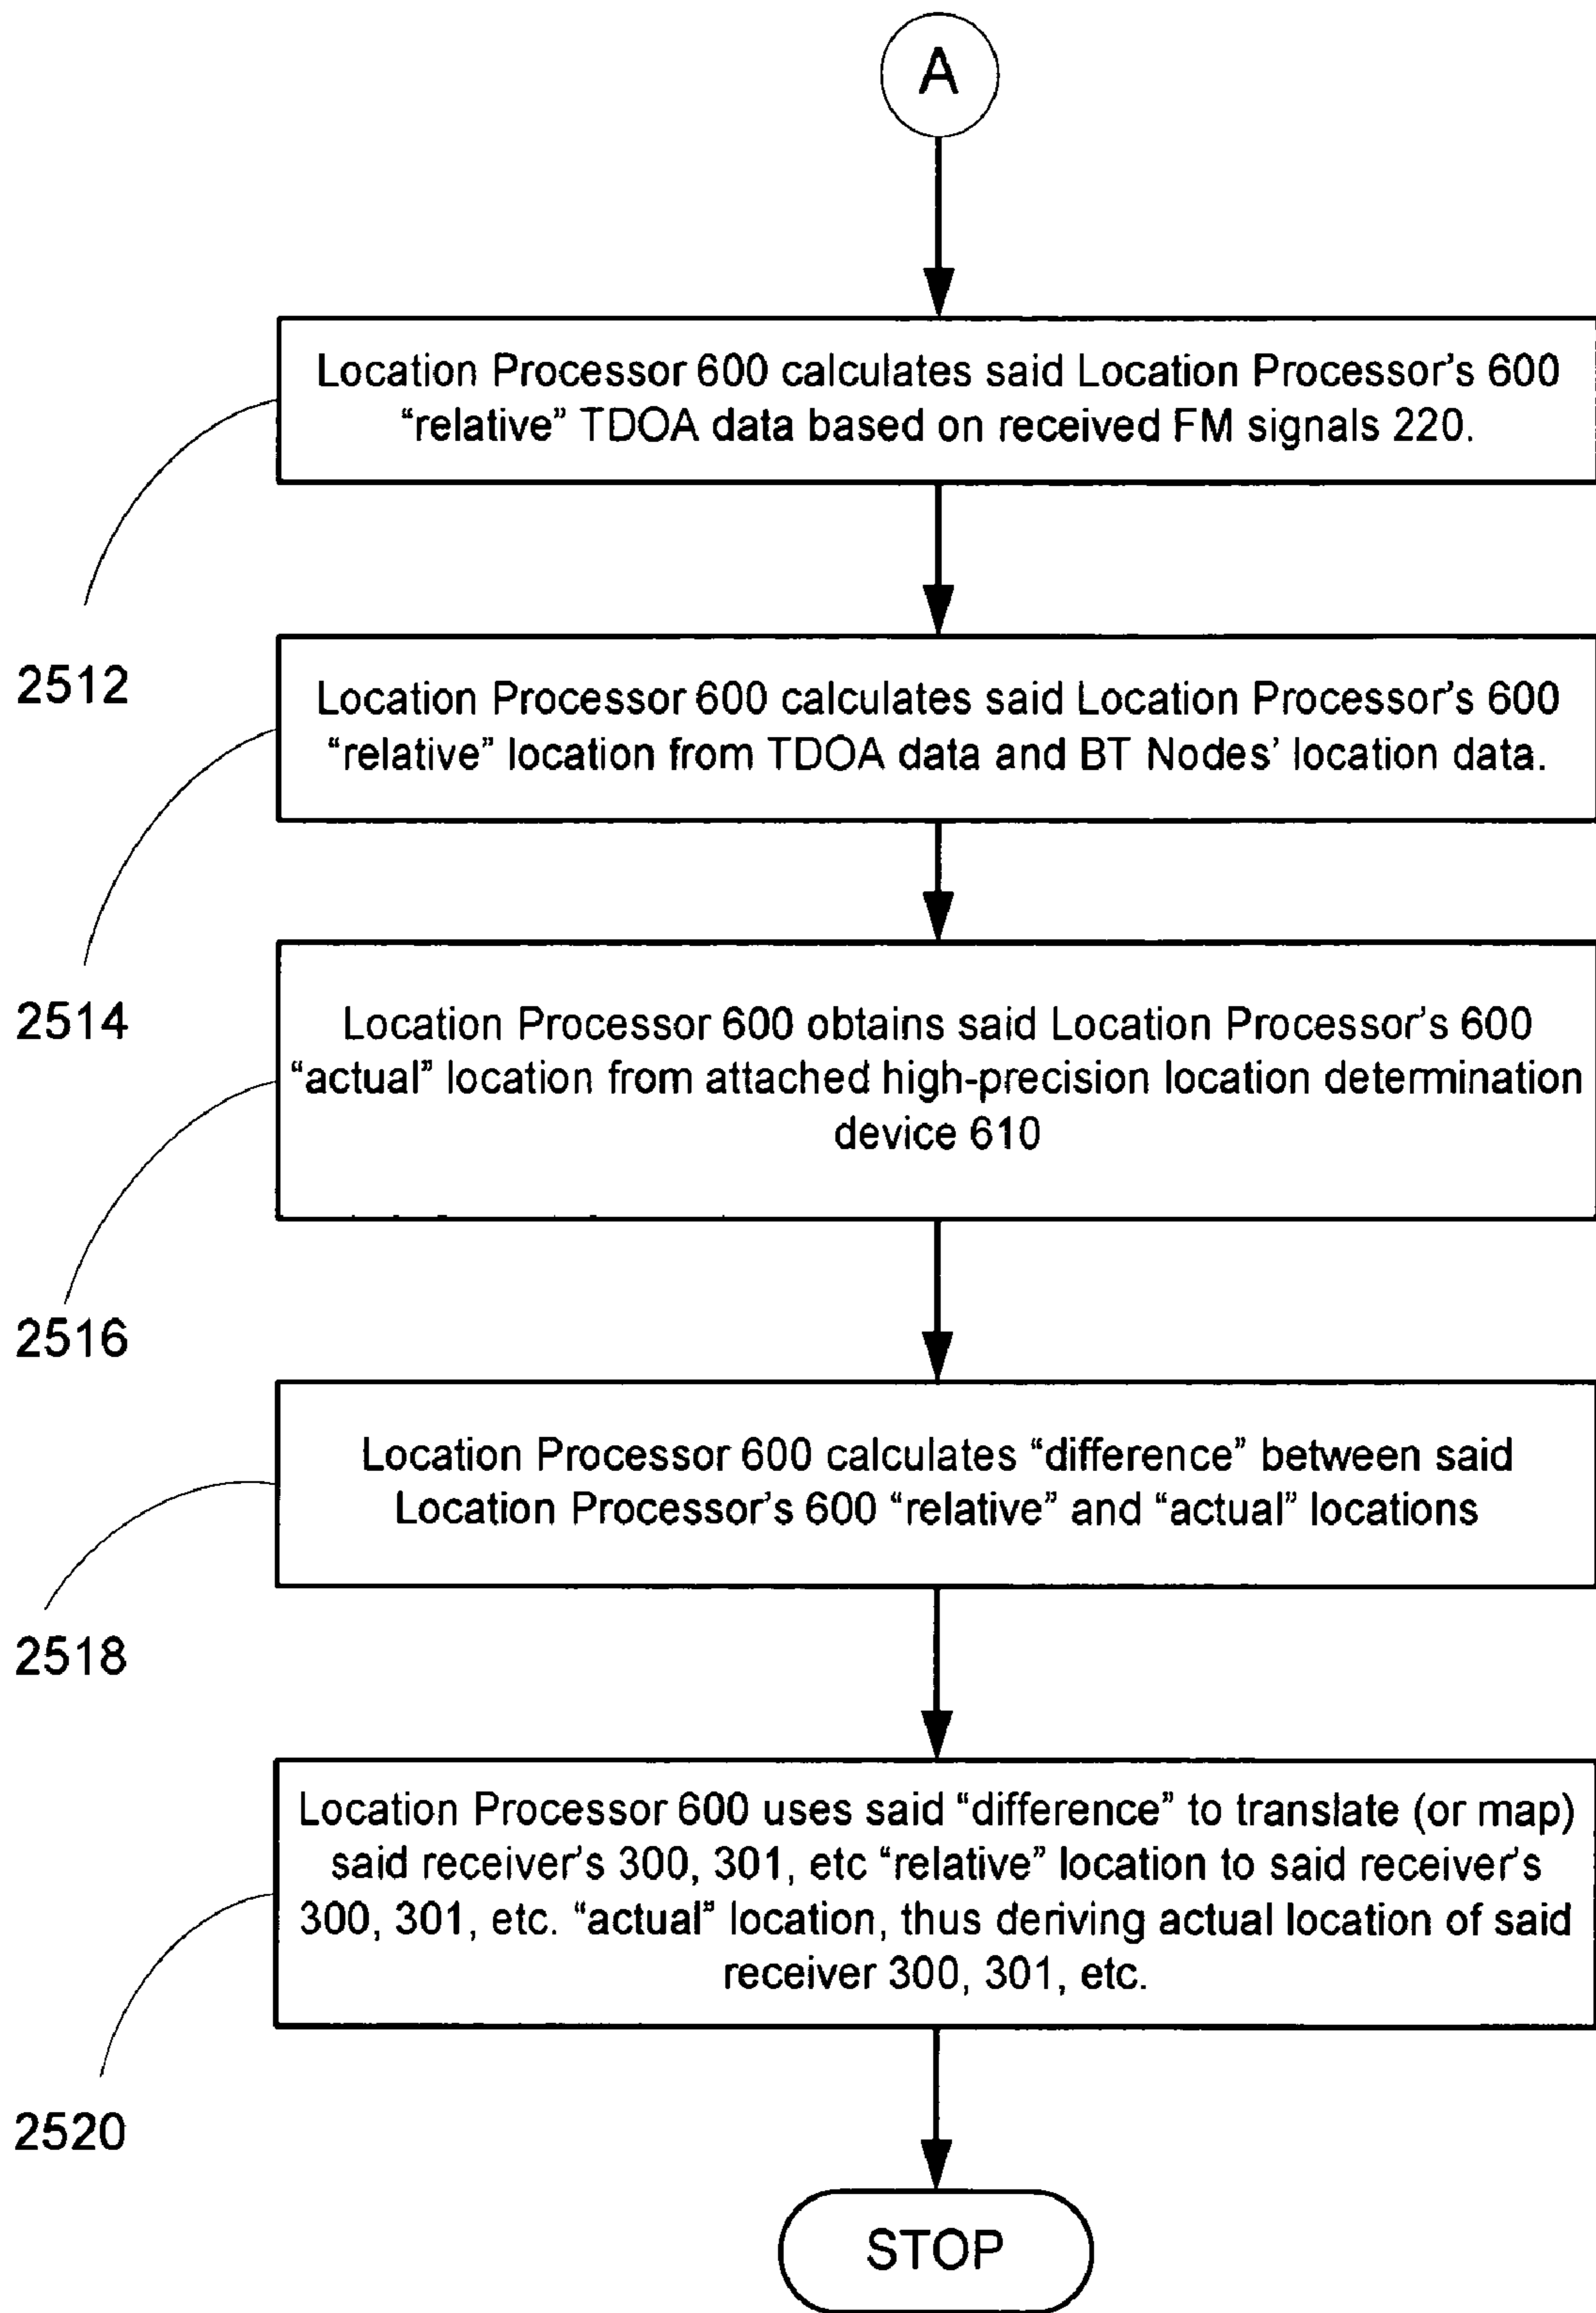 A
Location Processor 600 calculates said Location Processor’s 600
“relative” TDOA data based on received FM signals 220.
2512
Location Processor 600 calculates said Location Processor’s 600
“relative” location from TDOA data and BT Nodes’ location data.
2514
Location Processor 600 obtains said Location Processor’s 600
“actual” location from attached high-precision location determination
device 610
2516
Location Processor 600 calculates “difference” between said
Location Processor’s 600 “relative” and “actual” locations
2518
Location Processor 600 uses said “difference” to translate (or map)
said receiver’s 300, 301, etc “relative” location to said receiver’s
300, 301, etc. “actual” location, thus deriving actual location of said
receiver 300, 301, etc.
2520
STOP